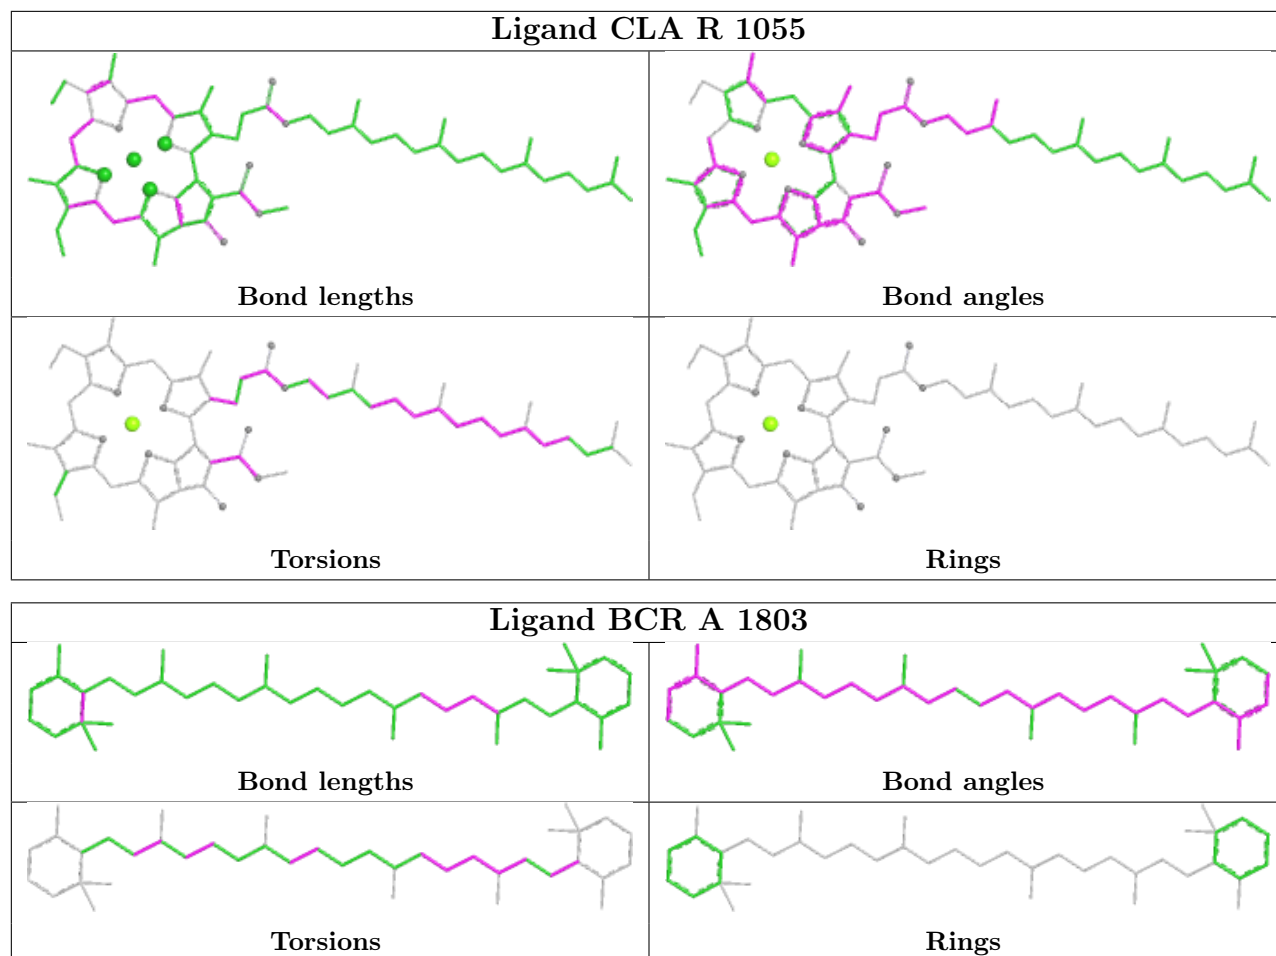 Ligand CLA R 1055
Bond lengths
Bond angles
Torsions
Rings
Ligand BCR A 1803
Bond lengths
Bond angles
Torsions
Rings